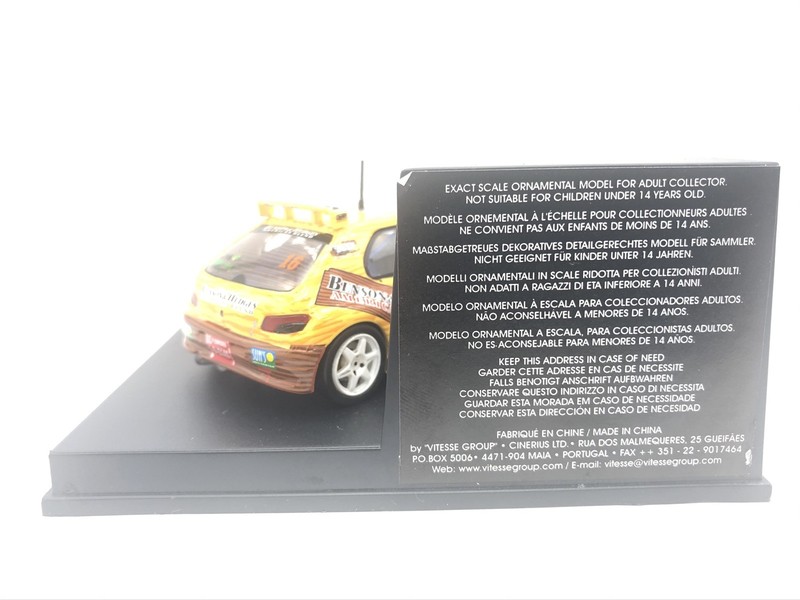 EXACT SCALE ORNAMENTAL MODEL FOR ADULT COLLECTOR.
NOT SUITABLE FOR CHILDREN UNDER 14 YEARS OLD.
MODÈLE ORNEMENTAL À L'ÉCHELLE POUR COLLECTIONNEURS ADULTES .
NE CONVIENT PAS AUX ENFANTS DE MOINS DE 14 ANS.
MAßSTABGETREUES DEKORATIVES DETAILGERECHTES MODELL FÜR SAMMLER.
NICHT GEEIGNET FÜR KINDER UNTER 14 JAHREN.
MODELLI ORNAMENTALI IN SCALE RIDOTTA PER COLLEZIONISTI ADULTI.
NON ADATTI A RAGAZZI DI ETA INFERIORE A 14 ANNI.
MODELO ORNAMENTAL À ESCALA PARA COLECCIONADORES ADULTOS.
NÃO ACONSELHÁVEL A MENORES DE 14 ANOS.
MODELO ORNAMENTAL A ESCALA, PARA COLECCIONISTAS ADULTOS.
NO ES ACONSEJABLE PARA MENORES DE 14 ANOS.
KEEP THIS ADDRESS IN CASE OF NEED
GARDER CETTE ADRESSE EN CAS DE NECESSITE
FALLS BENOTIGT ANSCHRIFT AUFBWAHREN
CONSERVARE QUESTO INDIRIZZO IN CASO DI NECESSITA
GUARDAR ESTA MORADA EM CASO DE NECESSIDADE
CONSERVAR ESTA DIRECCIÓN EN CASO DE NECESIDAD
FABRIQUÉ EN CHINE / MADE IN CHINA
by "VITESSE GROUP" • CINERIUS LTD. • RUA DOS MALMEQUERES, 25 GUEIFÃES
P.O.BOX 5006 • 4471-904 MAIA • PORTUGAL • FAX ++ 351 - 22 - 9017464
Web: www.vitessegroup.com / E-mail: vitesse@vitessegroup.com
16
BENSON